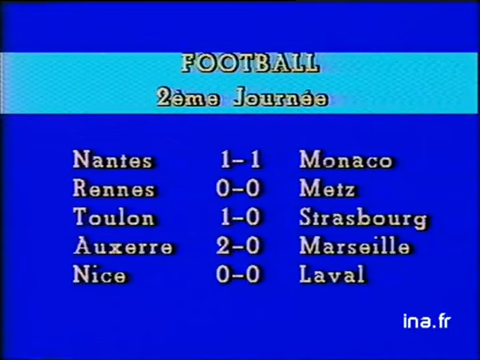 FOOTBALL
2ème Journée
Nantes 1-1 Monaco
Rennes 0-0 Metz
Toulon 1-0 Strasbourg
Auxerre 2-0 Marseille
Nice 0-0 Laval
ina.fr